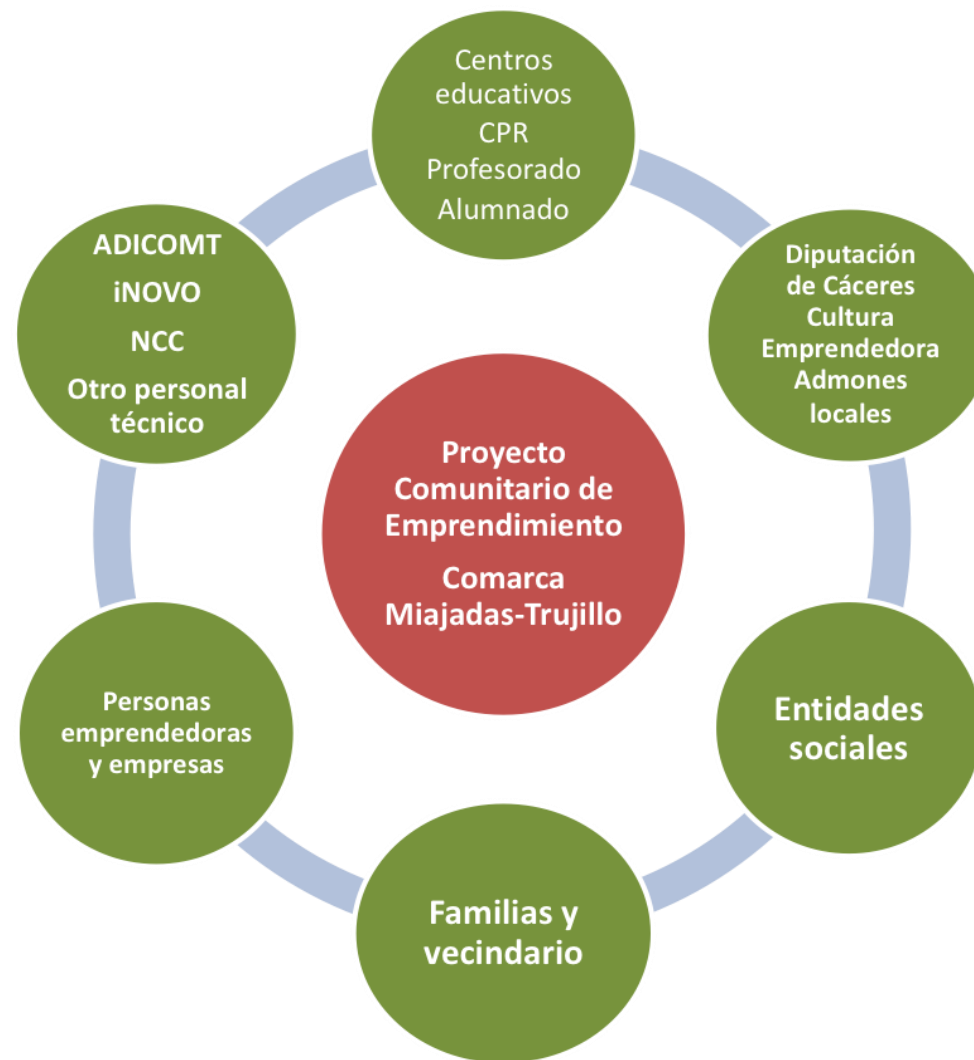 Centros
educativos
CPR
Profesorado
Alumnado
Diputación
de Cáceres
Cultura
Emprendedora
Admones
locales
Entidades
sociales
Familias y
vecindario
Personas
emprendedoras
y empresas
ADICOMT
iNOVO
NCC
Otro personal
técnico
Proyecto
Comunitario de
Emprendimiento
Comarca
Miajadas-Trujillo